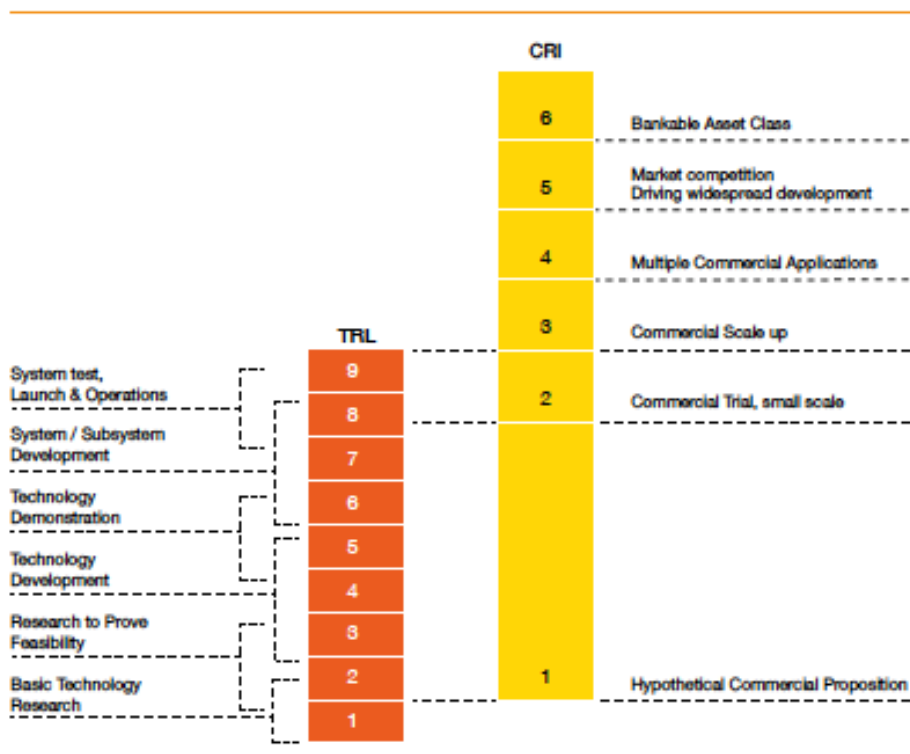 CRI
6
Bankable Asset Class
Market competition
5
Driving widespread development
4
Multiple Commercial Applications
3
Commercial Scale up
TRL
System test,
9
Launch & Operations
2
Commercial Trial, small scale
8
System / Subsystem
Development
7
Technology
6
Demonstration
5
Technology
Development
4
Research to Prove
3
Feasibility
2
Basic Technology
Research
1
Hypothetical Commercial Proposition
1